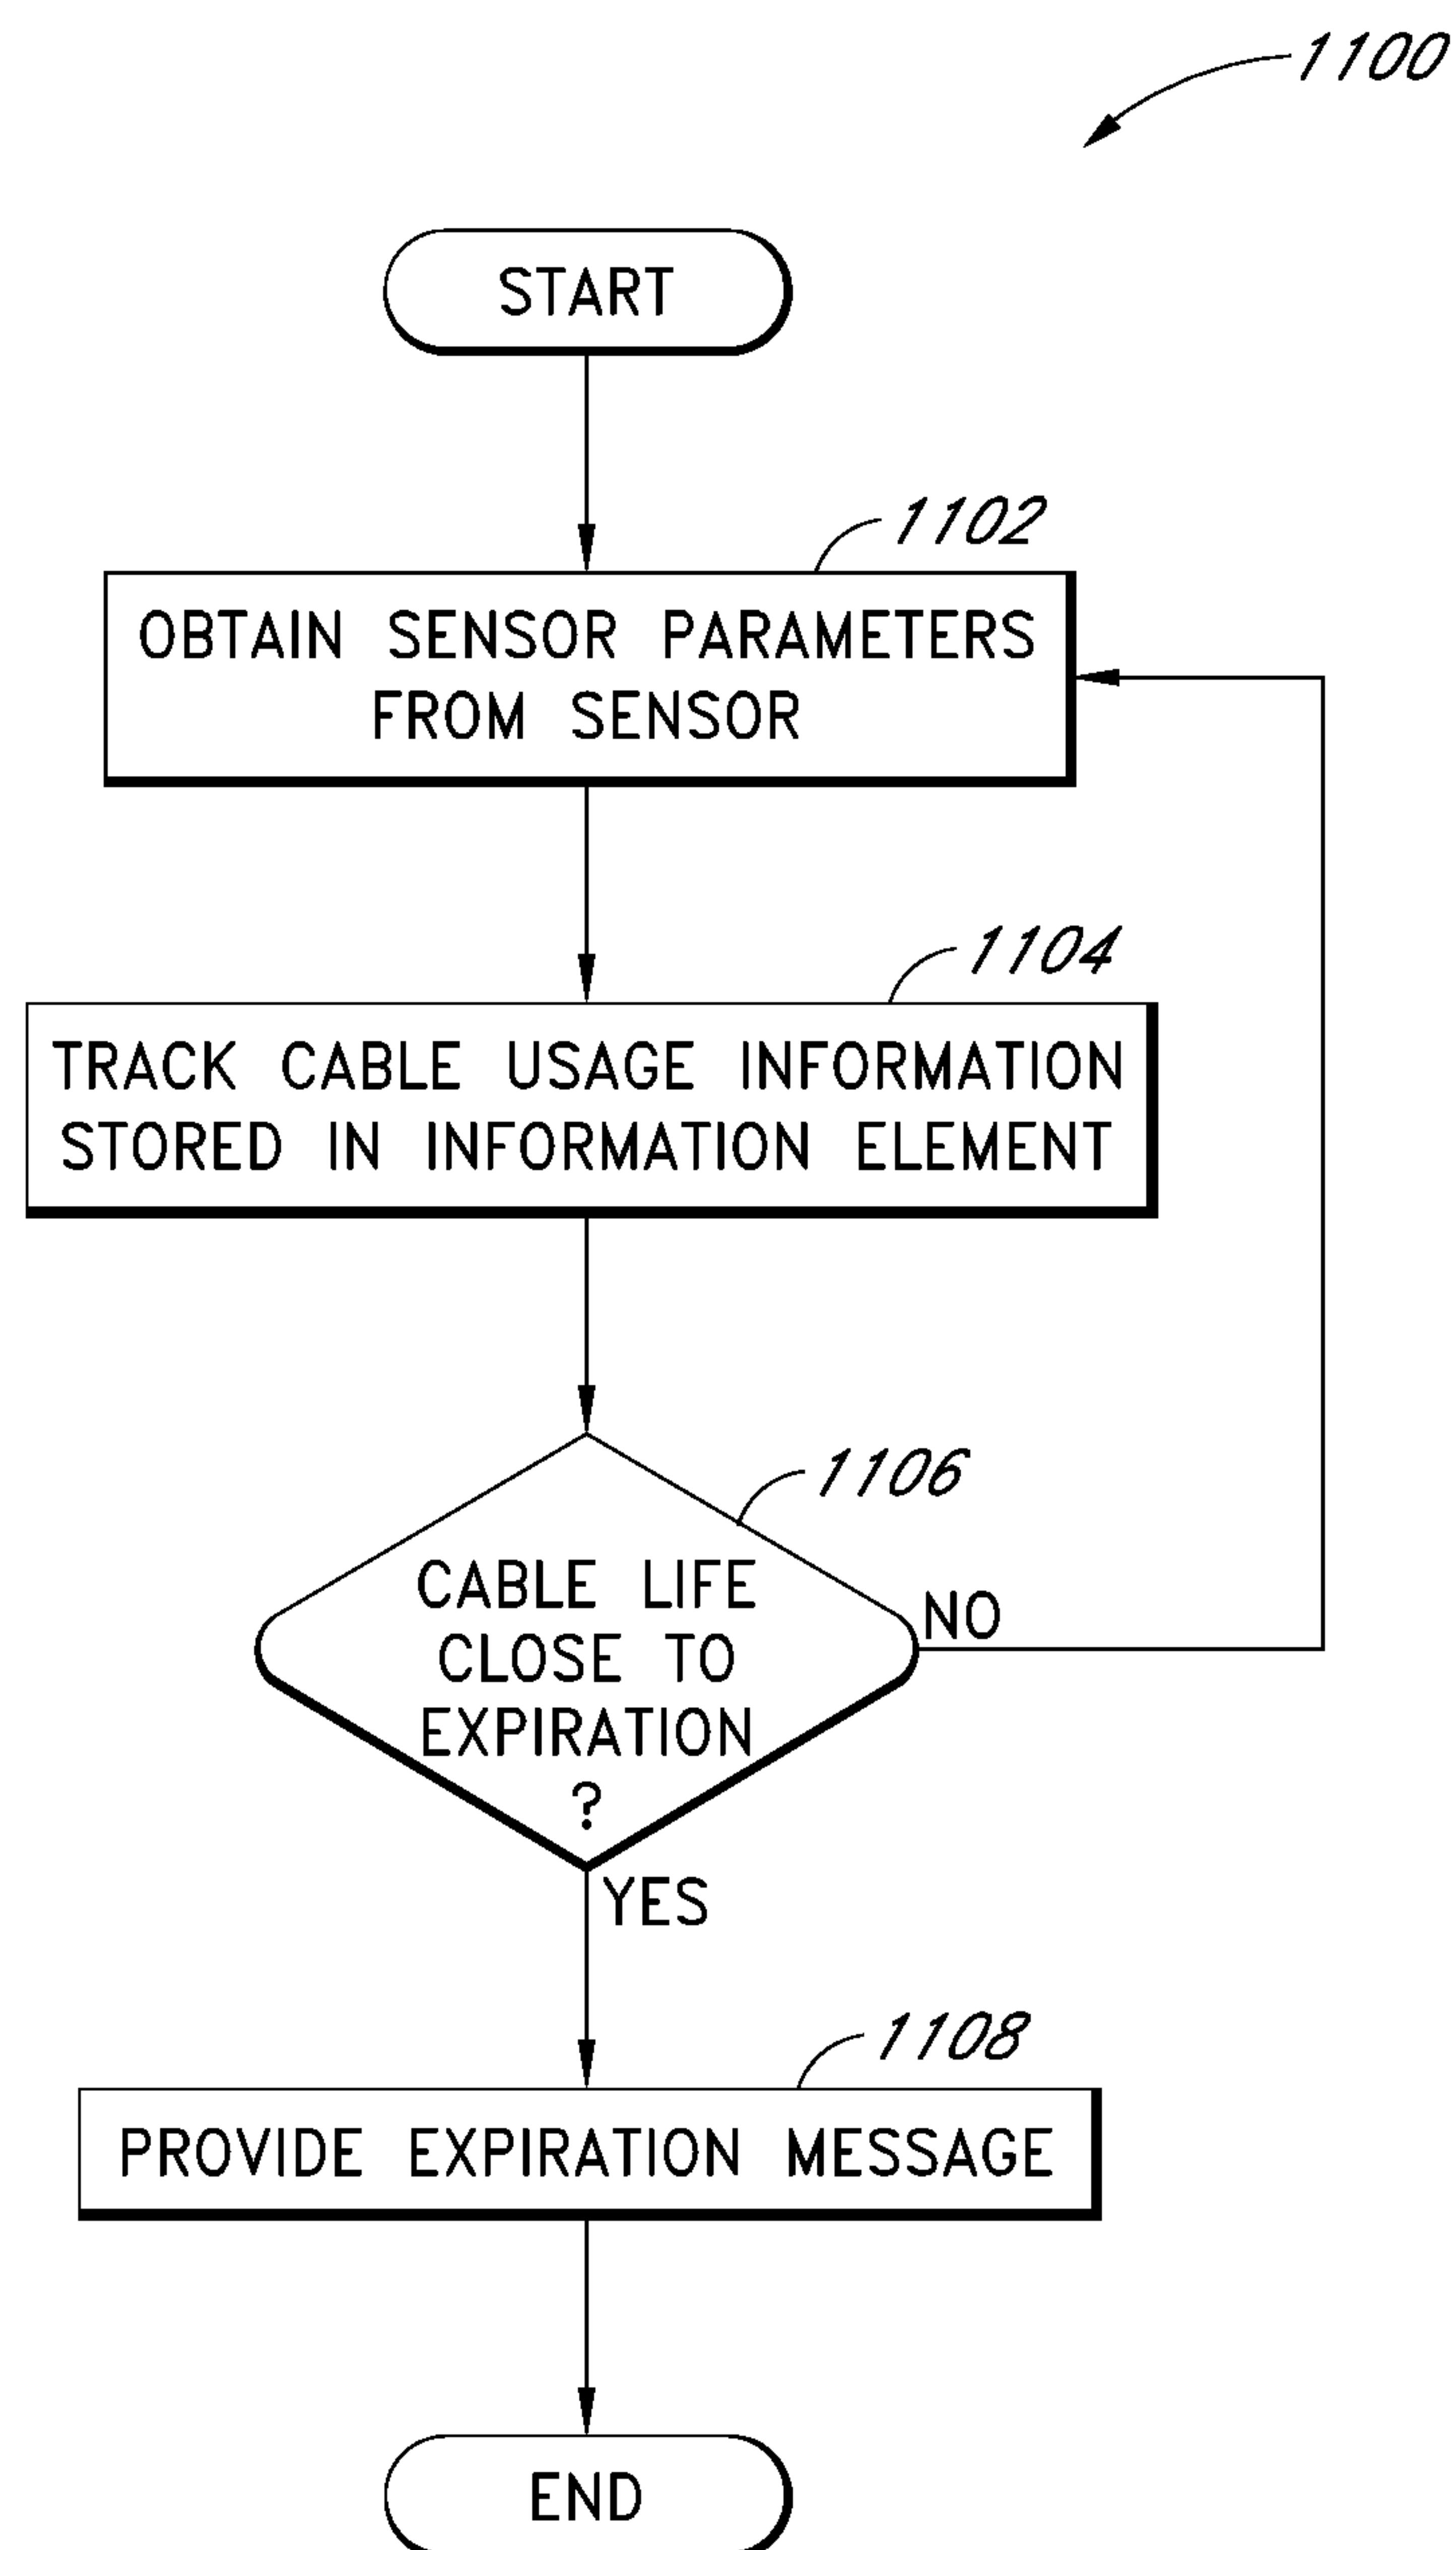 1100
START
1102
OBTAIN SENSOR PARAMETERS
FROM SENSOR
1104
TRACK CABLE USAGE INFORMATION
STORED IN INFORMATION ELEMENT
1106
CABLE LIFE
CLOSE TO
EXPIRATION
?
NO
YES
1108
PROVIDE EXPIRATION MESSAGE
END